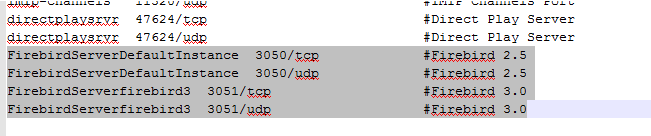 imip-channels 11320/udp #IMIP Channels Port
directplaysrvr 47624/tcp #Direct Play Server
directplaysrvr 47624/udp #Direct Play Server
FirebirdServerDefaultInstance 3050/tcp #Firebird 2.5
FirebirdServerDefaultInstance 3050/udp #Firebird 2.5
FirebirdServerfirebird3 3051/tcp #Firebird 3.0
FirebirdServerfirebird3 3051/udp #Firebird 3.0